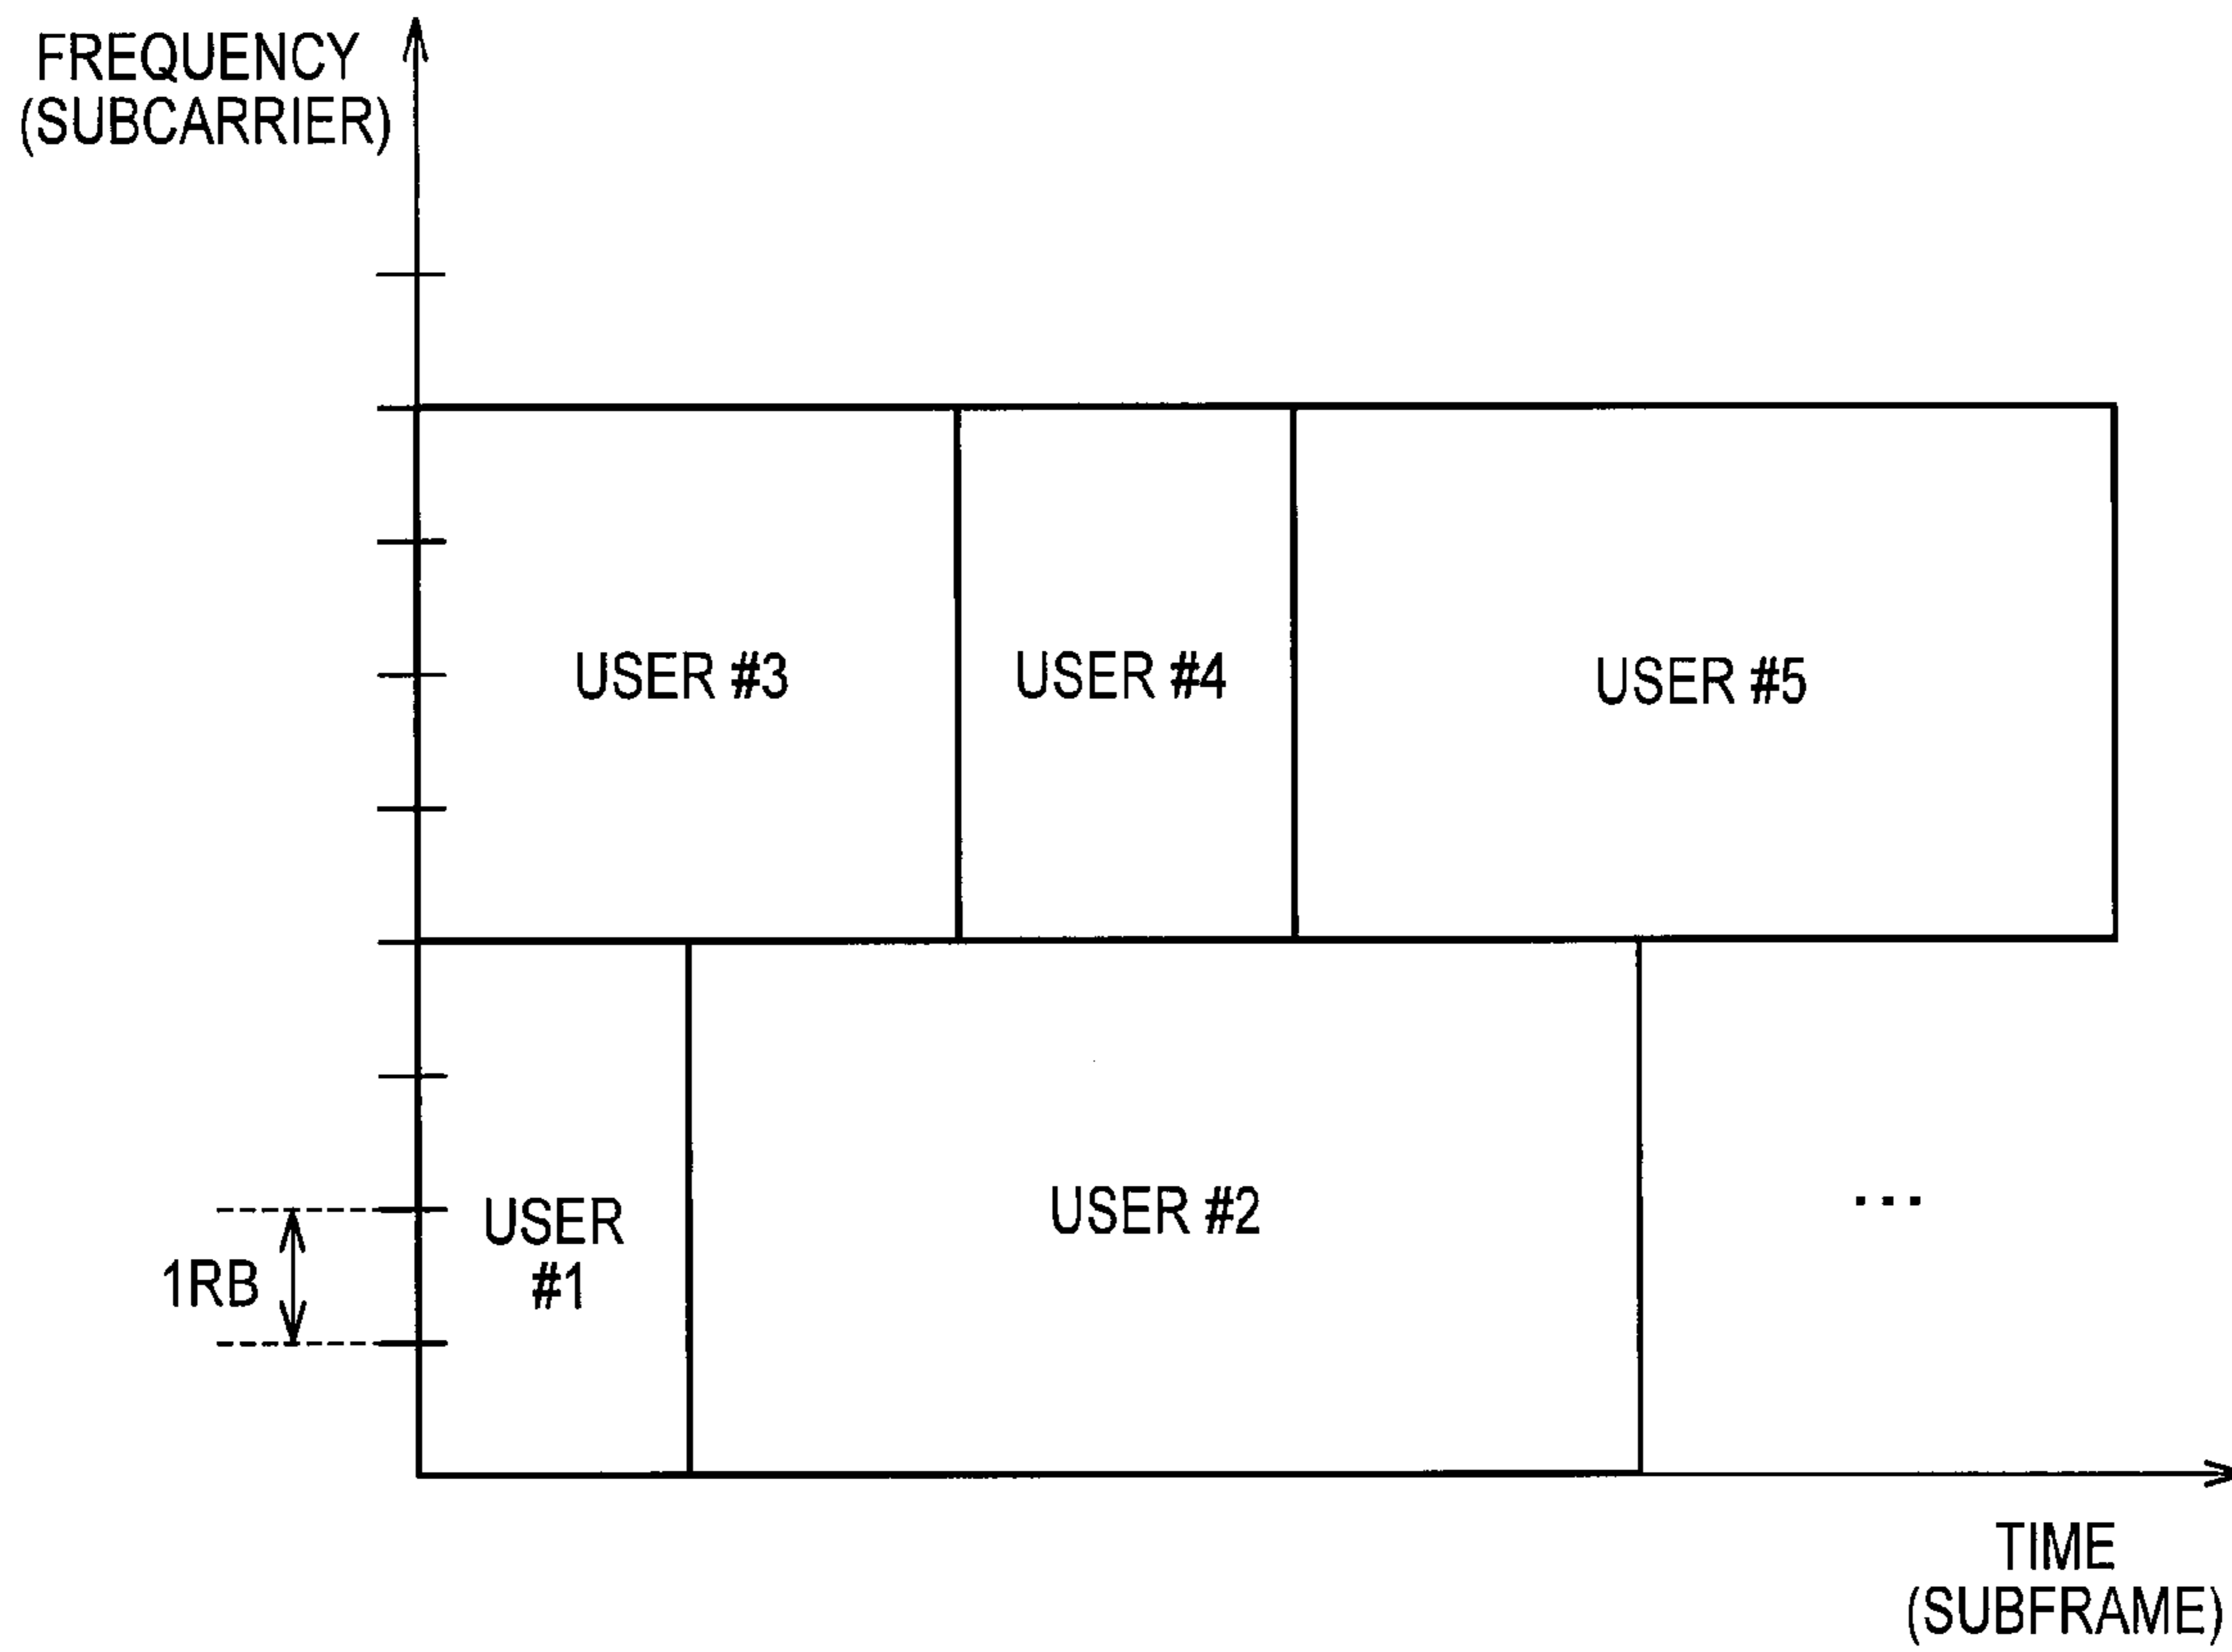 FREQUENCY
(SUBCARRIER)
USER #3
USER #4
USER #5
USER
#1
USER #2
...
1RB
TIME
(SUBFRAME)